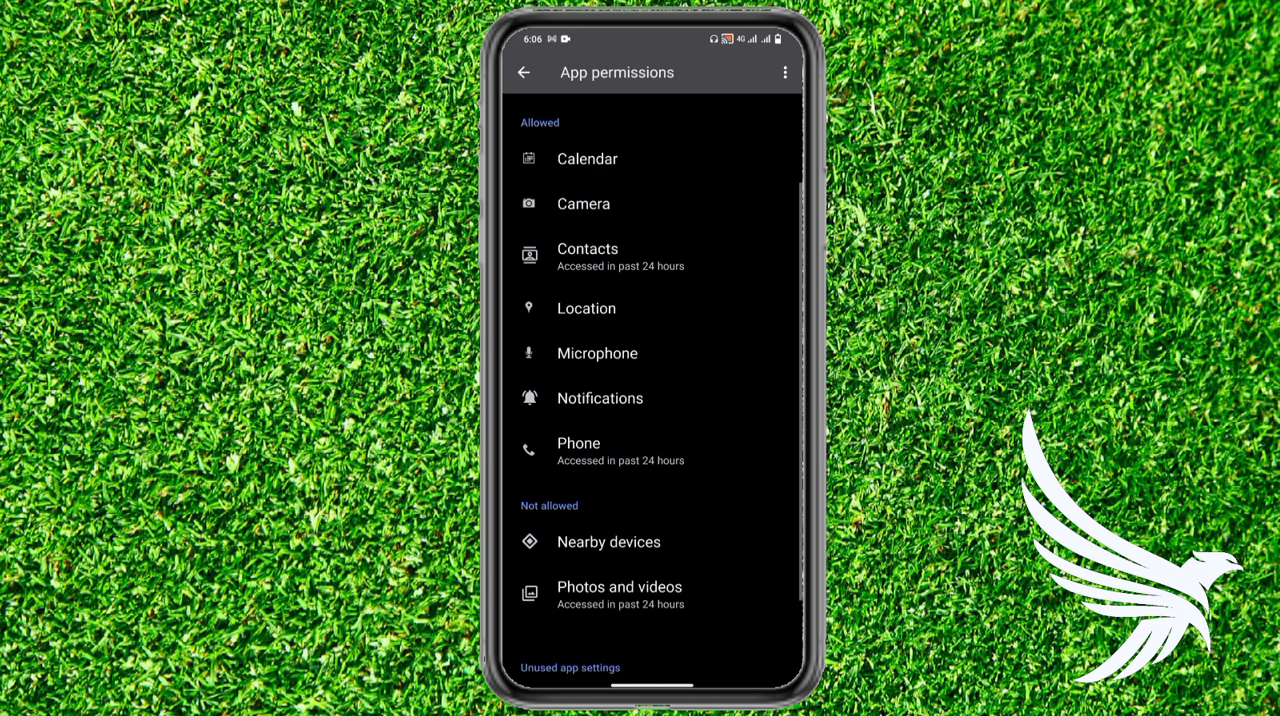 6:06
4G
App permissions
Allowed
Calendar
Camera
Contacts
Accessed in past 24 hours
Location
Microphone
Notifications
Phone
Accessed in past 24 hours
Not allowed
Nearby devices
Photos and videos
Accessed in past 24 hours
Unused app settings